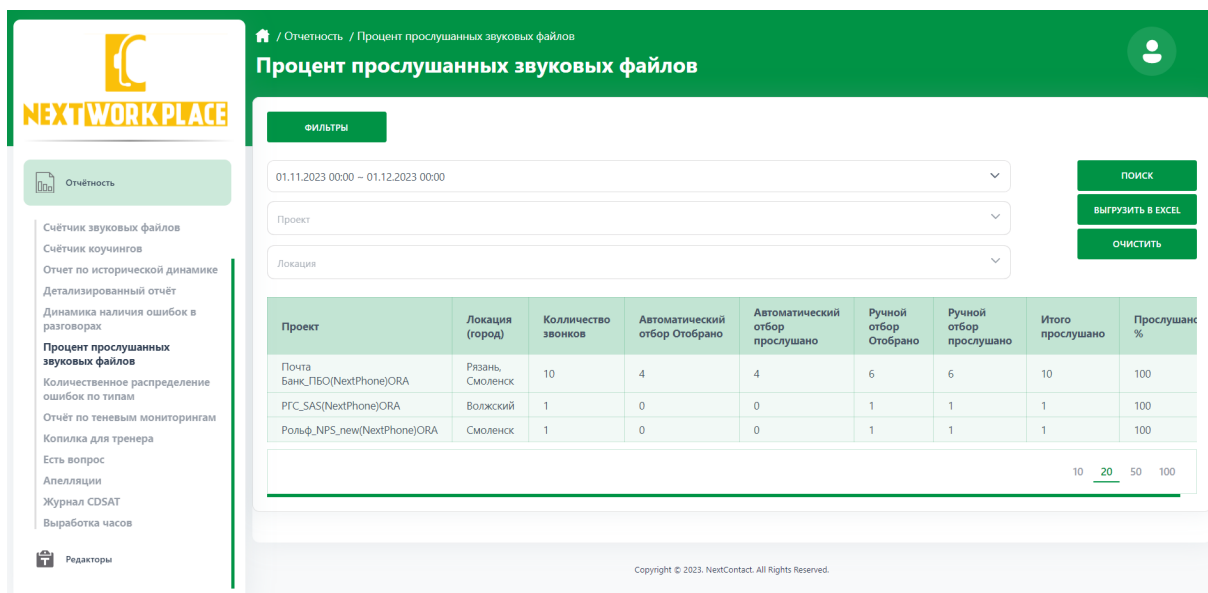 NEXT WORK PLACE
Отчётность
Счётчик звуковых файлов
Счётчик коучингов
Отчет по исторической динамике
Детализированный отчёт
Динамика наличия ошибок в
разговорах
Процент прослушанных
звуковых файлов
Количественное распределение
ошибок по типам
Отчёт по теневым мониторингам
Копилка для тренера
Есть вопрос
Апелляции
Журнал CDSAT
Выработка часов
Редакторы
/ Отчетность / Процент прослушанных звуковых файлов
Процент прослушанных звуковых файлов
ФИЛЬТРЫ
01.11.2023 00:00 ~ 01.12.2023 00:00
Проект
Локация
ПОИСК
ВЫГРУЗИТЬ В EXCEL
ОЧИСТИТЬ
Проект Локация (город) Колличество звонков Автоматический отбор Отобрано Автоматический отбор прослушано Ручной отбор Отобрано Ручной отбор прослушано Итого прослушано Прослушано %
Почта Банк_ПБО(NextPhone)ORA Рязань, Смоленск 10 4 4 6 6 10 100
РГС_SAS(NextPhone)ORA Волжский 1 0 0 1 1 1 100
Рольф_NPS_new(NextPhone)ORA Смоленск 1 0 0 1 1 1 100
10 20 50 100
Copyright © 2023. NextContact. All Rights Reserved.